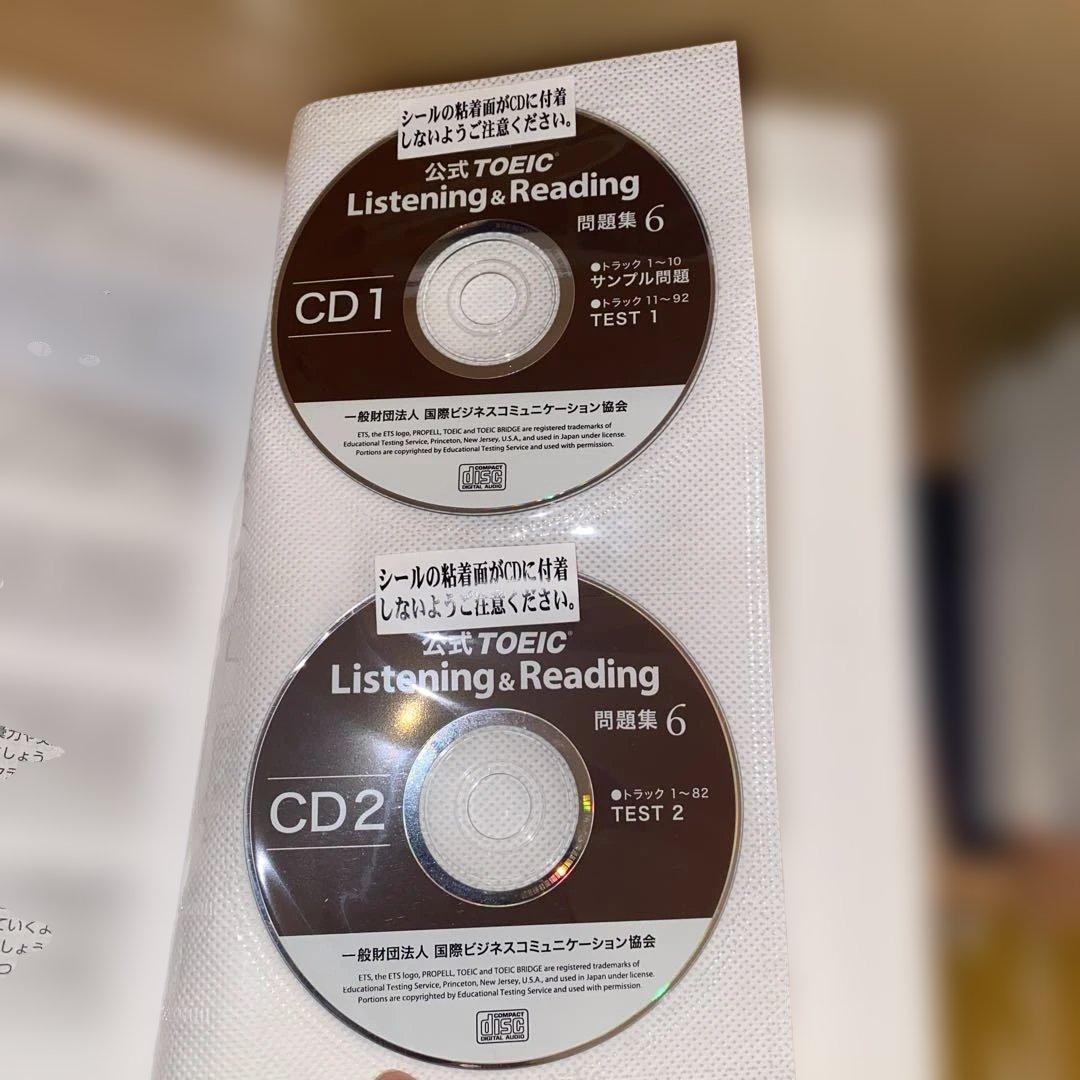 シールの粘着面がCDに付着
しないようご注意ください。
公式 TOEIC®
Listening & Reading
問題集 6
CD 1
●トラック 1〜10
サンプル問題
●トラック 11〜92
TEST 1
一般財団法人 国際ビジネスコミュニケーション協会
ETS, the ETS logo, PROPELL, TOEIC and TOEIC BRIDGE are registered trademarks of
Educational Testing Service, Princeton, New Jersey, U.S.A., and used in Japan under license.
Portions are copyrighted by Educational Testing Service and used with permission.
COMPACT
disc
DIGITAL AUDIO
シールの粘着面がCDに付着
しないようご注意ください。
公式 TOEIC®
Listening & Reading
問題集 6
CD 2
●トラック 1〜82
TEST 2
一般財団法人 国際ビジネスコミュニケーション協会
ETS, the ETS logo, PROPELL, TOEIC and TOEIC BRIDGE are registered trademarks of
Educational Testing Service, Princeton, New Jersey, U.S.A., and used in Japan under license.
Portions are copyrighted by Educational Testing Service and used with permission.
COMPACT
disc
DIGITAL AUDIO
しょう
ていくよ
しょう